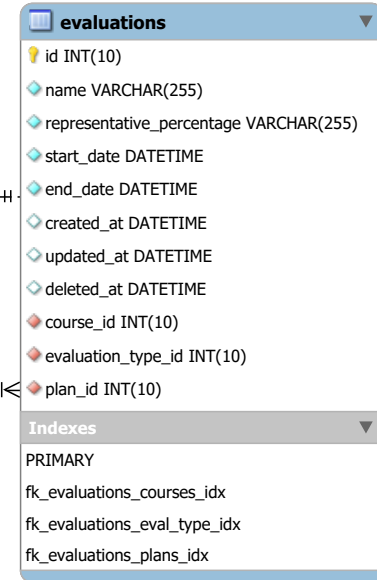 evaluations
id INT(10)
name VARCHAR(255)
representative_percentage VARCHAR(255)
start_date DATETIME
end_date DATETIME
created_at DATETIME
updated_at DATETIME
deleted_at DATETIME
course_id INT(10)
evaluation_type_id INT(10)
plan_id INT(10)
Indexes
PRIMARY
fk_evaluations_courses_idx
fk_evaluations_eval_type_idx
fk_evaluations_plans_idx